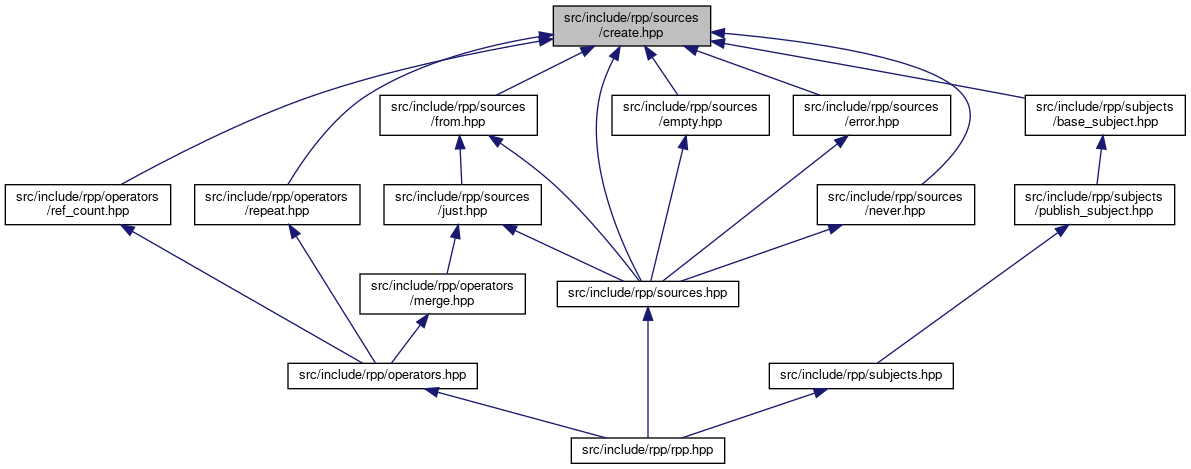 src/include/rpp/sources
/create.hpp
src/include/rpp/sources
/from.hpp
src/include/rpp/sources
/empty.hpp
src/include/rpp/sources
/error.hpp
src/include/rpp/subjects
/base_subject.hpp
src/include/rpp/operators
/ref_count.hpp
src/include/rpp/operators
/repeat.hpp
src/include/rpp/sources
/just.hpp
src/include/rpp/sources
/never.hpp
src/include/rpp/subjects
/publish_subject.hpp
src/include/rpp/operators
/merge.hpp
src/include/rpp/sources.hpp
src/include/rpp/operators.hpp
src/include/rpp/subjects.hpp
src/include/rpp/rpp.hpp